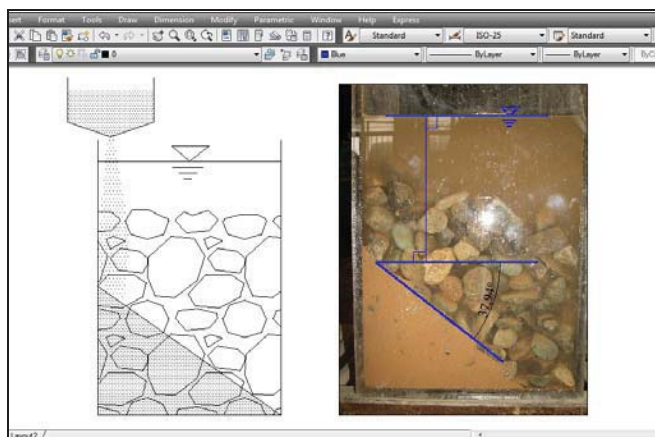 Format Tools Draw Dimension Modify Parametric Window Help Express
Standard ISO-25 Standard
0 Blue ByLayer ByLayer
37.94°
Layout2